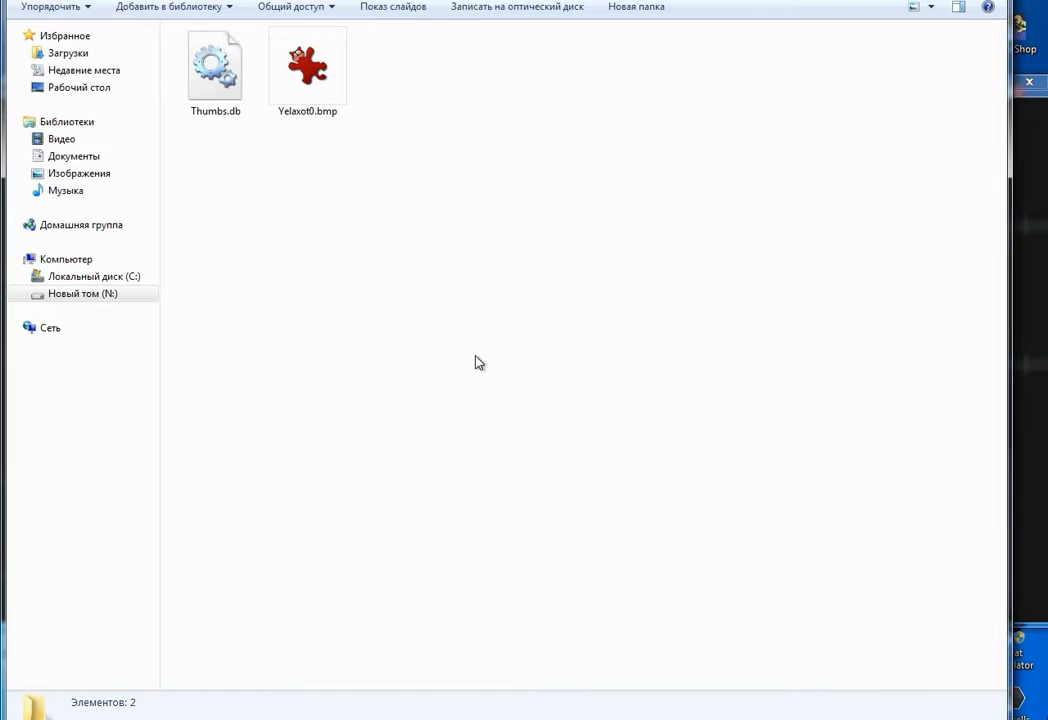 Упорядочить Добавить в библиотеку Общий доступ Показ слайдов Записать на оптический диск Новая папка
Избранное
Загрузки
Недавние места
Рабочий стол
Библиотеки
Видео
Документы
Изображения
Музыка
Домашняя группа
Компьютер
Локальный диск (C:)
Новый том (N:)
Сеть
Thumbs.db
Yelaxot0.bmp
Элементов: 2
Shop
at
lator